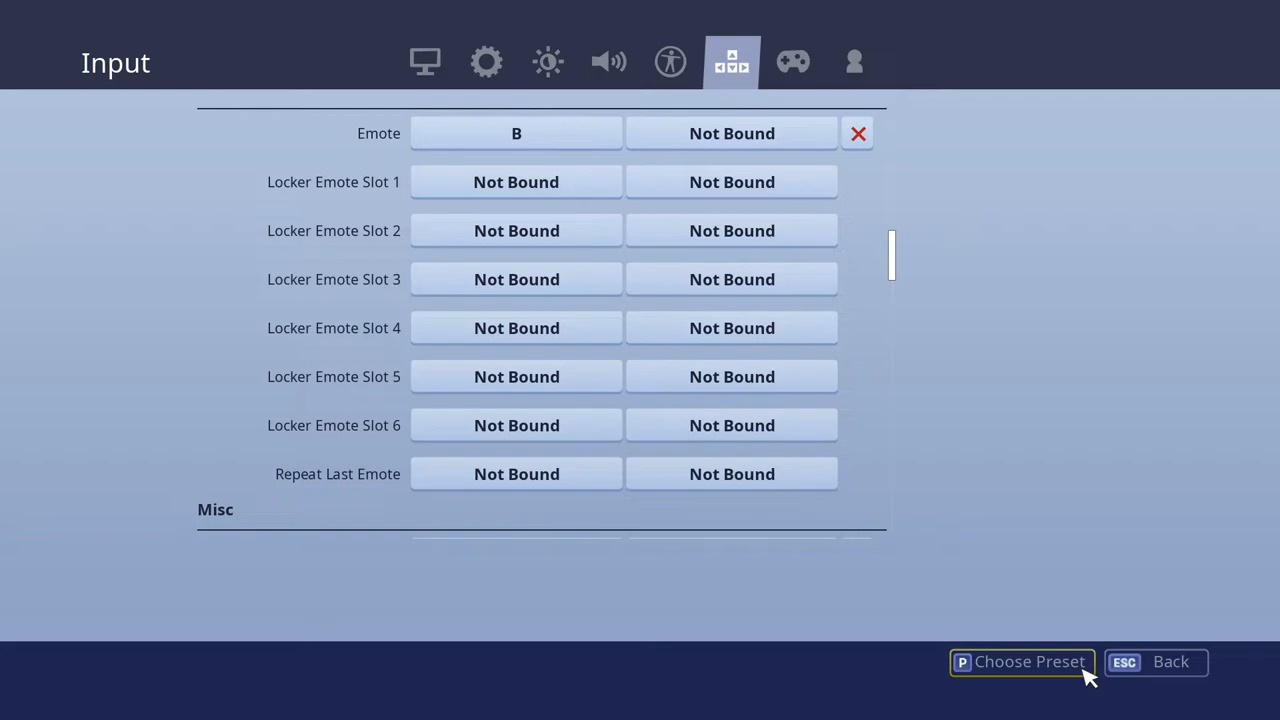 Input
Emote B Not Bound
Locker Emote Slot 1 Not Bound Not Bound
Locker Emote Slot 2 Not Bound Not Bound
Locker Emote Slot 3 Not Bound Not Bound
Locker Emote Slot 4 Not Bound Not Bound
Locker Emote Slot 5 Not Bound Not Bound
Locker Emote Slot 6 Not Bound Not Bound
Repeat Last Emote Not Bound Not Bound
Misc
P Choose Preset ESC Back